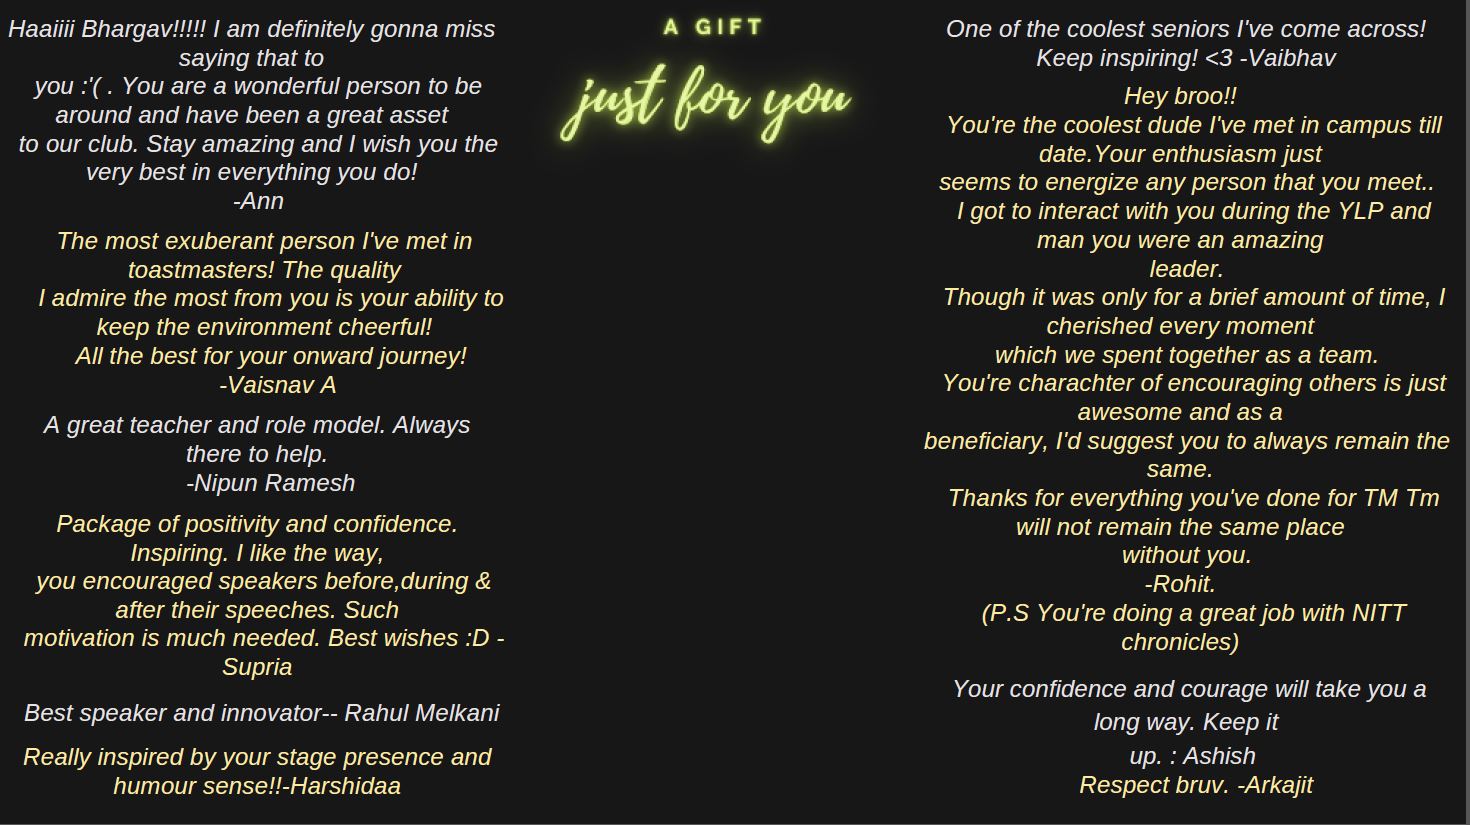 Haaiiii Bhargav!!!!! I am definitely gonna miss
saying that to
you :'( . You are a wonderful person to be
around and have been a great asset
to our club. Stay amazing and I wish you the
very best in everything you do!
-Ann
The most exuberant person I've met in
toastmasters! The quality
I admire the most from you is your ability to
keep the environment cheerful!
All the best for your onward journey!
-Vaisnav A
A great teacher and role model. Always
there to help.
-Nipun Ramesh
Package of positivity and confidence.
Inspiring. I like the way,
you encouraged speakers before,during &
after their speeches. Such
motivation is much needed. Best wishes :D -
Supria
Best speaker and innovator-- Rahul Melkani
Really inspired by your stage presence and
humour sense!!-Harshidaa
A GIFT
just for you
One of the coolest seniors I've come across!
Keep inspiring! <3 -Vaibhav
Hey broo!!
You're the coolest dude I've met in campus till
date.Your enthusiasm just
seems to energize any person that you meet..
I got to interact with you during the YLP and
man you were an amazing
leader.
Though it was only for a brief amount of time, I
cherished every moment
which we spent together as a team.
You're charachter of encouraging others is just
awesome and as a
beneficiary, I'd suggest you to always remain the
same.
Thanks for everything you've done for TM Tm
will not remain the same place
without you.
-Rohit.
(P.S You're doing a great job with NITT
chronicles)
Your confidence and courage will take you a
long way. Keep it
up. : Ashish
Respect bruv. -Arkajit